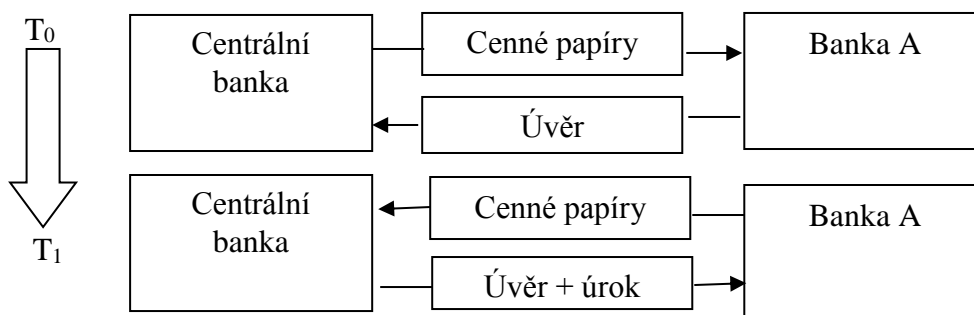 T₀
Centrální
banka
Cenné papíry
Banka A
Úvěr
Centrální
banka
Cenné papíry
Banka A
T₁
Úvěr + úrok